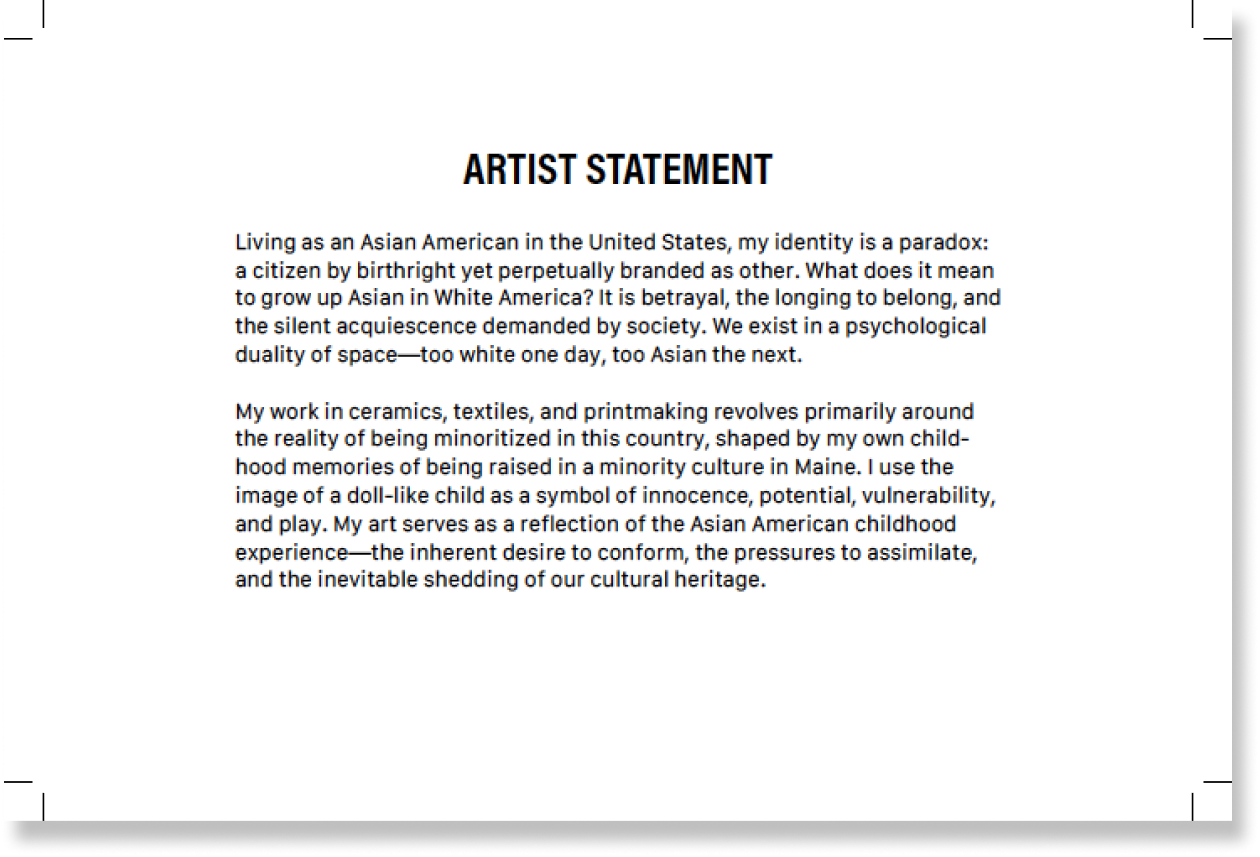 ARTIST STATEMENT
Living as an Asian American in the United States, my identity is a paradox:
a citizen by birthright yet perpetually branded as other. What does it mean
to grow up Asian in White America? It is betrayal, the longing to belong, and
the silent acquiescence demanded by society. We exist in a psychological
duality of space—too white one day, too Asian the next.
My work in ceramics, textiles, and printmaking revolves primarily around
the reality of being minoritized in this country, shaped by my own child-
hood memories of being raised in a minority culture in Maine. I use the
image of a doll-like child as a symbol of innocence, potential, vulnerability,
and play. My art serves as a reflection of the Asian American childhood
experience—the inherent desire to conform, the pressures to assimilate,
and the inevitable shedding of our cultural heritage.